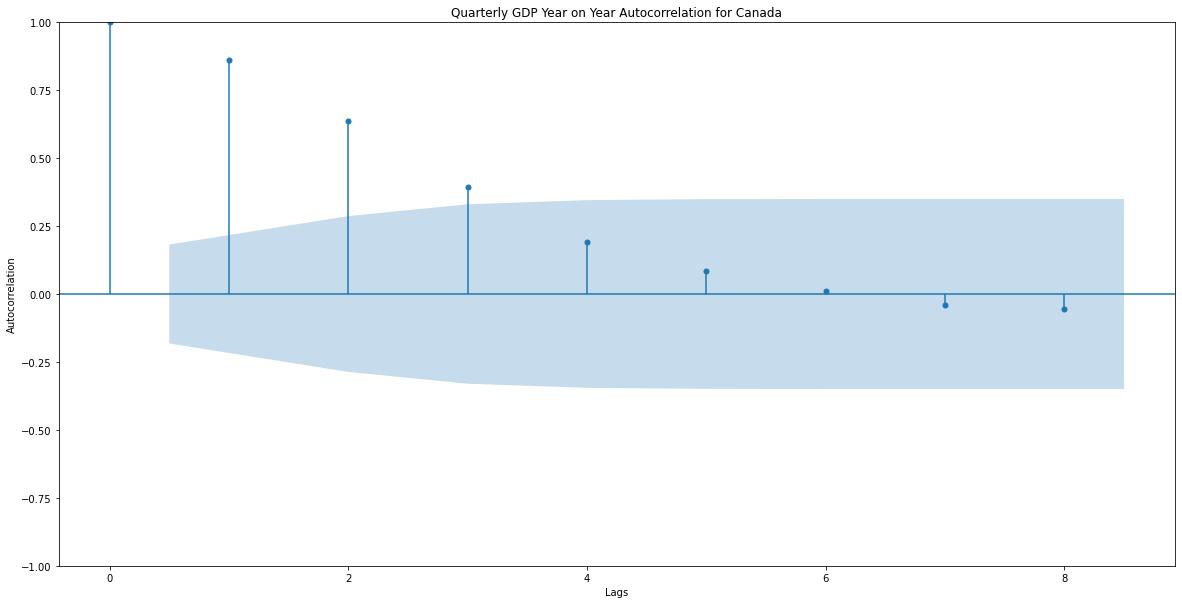 Quarterly GDP Year on Year Autocorrelation for Canada
1.00
0.75
0.50
0.25
0.00
−0.25
−0.50
−0.75
−1.00
Autocorrelation
0 2 4 6 8
Lags